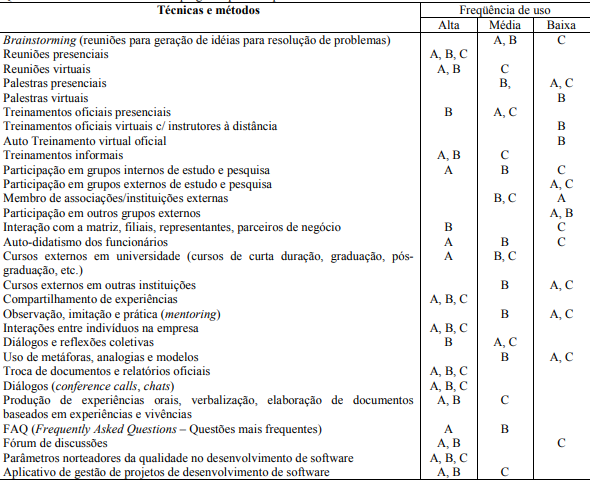 Técnicas e métodos Freqüência de uso
Alta Média Baixa
Brainstorming (reuniões para geração de idéias para resolução de problemas) A, B C
Reuniões presenciais A, B, C
Reuniões virtuais A, B C
Palestras presenciais B, A, C
Palestras virtuais B
Treinamentos oficiais presenciais B A, C
Treinamentos oficiais virtuais c/ instrutores à distância B
Auto Treinamento virtual oficial B
Treinamentos informais A, B C
Participação em grupos internos de estudo e pesquisa A B C
Participação em grupos externos de estudo e pesquisa A, C
Membro de associações/instituições externas B, C A
Participação em outros grupos externos A, B
Interação com a matriz, filiais, representantes, parceiros de negócio B C
Auto-didatismo dos funcionários A B C
Cursos externos em universidade (cursos de curta duração, graduação, pós- A B, C
graduação, etc.)
Cursos externos em outras instituições B A, C
Compartilhamento de experiências A, B, C
Observação, imitação e prática (mentoring) B A, C
Interações entre indivíduos na empresa A, B, C
Diálogos e reflexões coletivas B A, C
Uso de metáforas, analogias e modelos B A, C
Troca de documentos e relatórios oficiais A, B, C
Diálogos (conference calls, chats) A, B, C
Produção de experiências orais, verbalização, elaboração de documentos A, B C
baseados em experiências e vivências
FAQ (Frequently Asked Questions – Questões mais frequentes) A B
Fórum de discussões A, B C
Parâmetros norteadores da qualidade no desenvolvimento de software A, B, C
Aplicativo de gestão de projetos de desenvolvimento de software A, B C